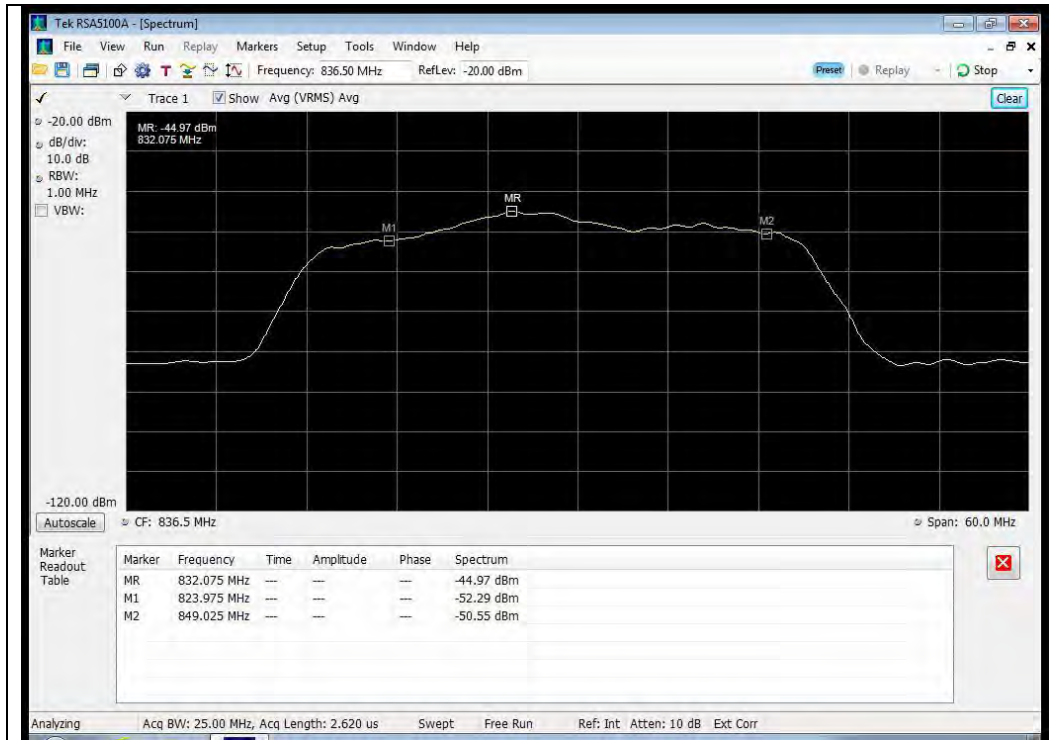 Tek RSA5100A - [Spectrum]
File View Run Replay Markers Setup Tools Window Help
T Frequency: 836.50 MHz RefLev: -20.00 dBm Preset Replay Stop
Trace 1 Show Avg (VRMS) Avg Clear
-20.00 dBm
dB/div:
10.0 dB
RBW:
1.00 MHz
VBW:
MR: -44.97 dBm
832.075 MHz
MR
M1
M2
-120.00 dBm
Autoscale CF: 836.5 MHz Span: 60.0 MHz
Marker
Readout
Table
Marker Frequency Time Amplitude Phase Spectrum
MR 832.075 MHz --- --- --- -44.97 dBm
M1 823.975 MHz --- --- --- -52.29 dBm
M2 849.025 MHz --- --- --- -50.55 dBm
Analyzing Acq BW: 25.00 MHz, Acq Length: 2.620 us Swept Free Run Ref: Int Atten: 10 dB Ext Corr